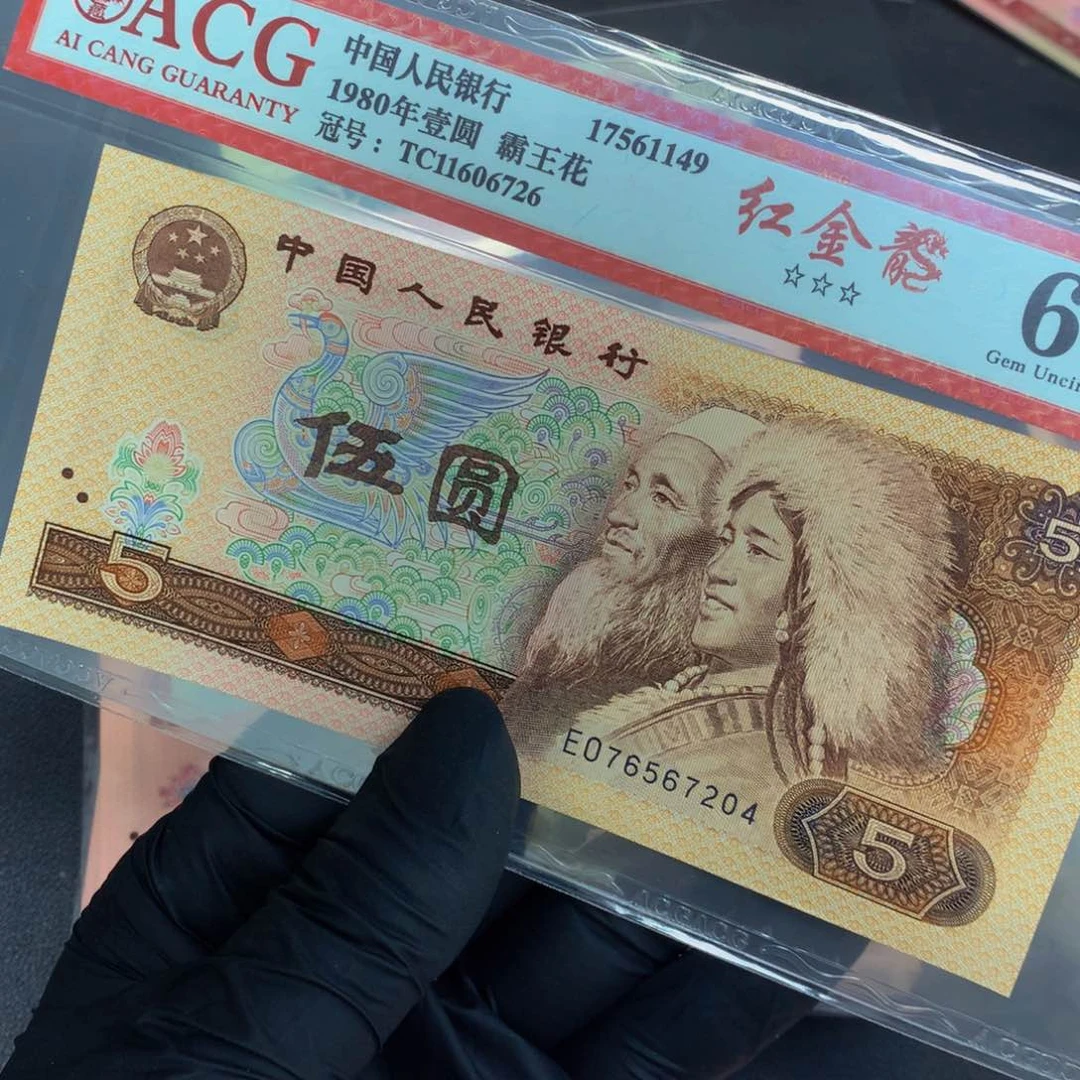 ACG
AI CANG GUARANTY
中国人民银行
1980年壹圆 霸王花
冠号：TC11606726
17561149
红金龍
☆☆☆
6
Gem Uncir
中国人民银行
伍圆
5
5
EO76567204
5